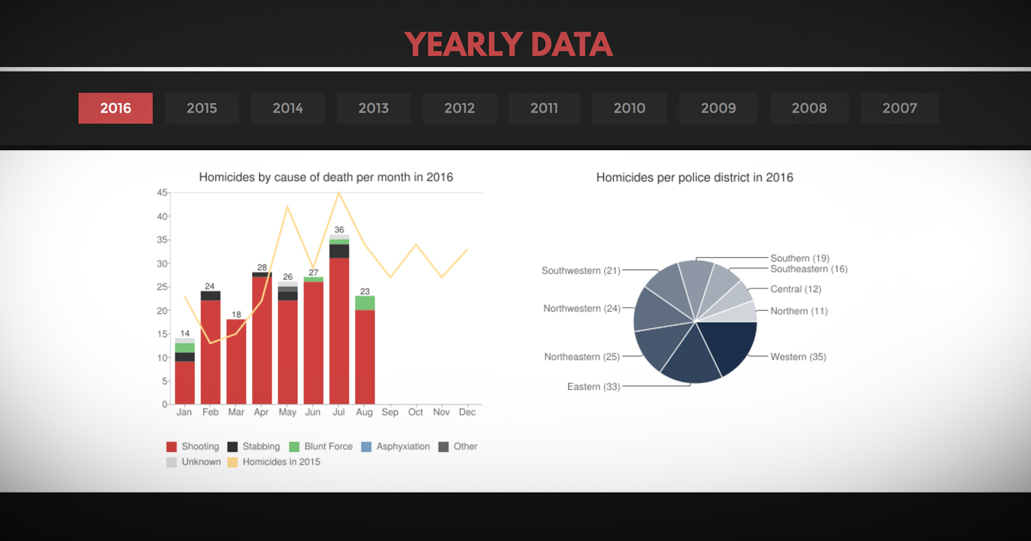 YEARLY DATA
2016 2015 2014 2013 2012 2011 2010 2009 2008 2007
Homicides by cause of death per month in 2016
45
40
35
30
25
20
15
10
5
0
14 24 18 28 26 27 36 23
Jan Feb Mar Apr May Jun Jul Aug Sep Oct Nov Dec
Shooting Stabbing Blunt Force Asphyxiation Other
Unknown Homicides in 2015
Homicides per police district in 2016
Southern (19)
Southwestern (21) Southeastern (16)
Central (12)
Northwestern (24) Northern (11)
Northeastern (25) Western (35)
Eastern (33)